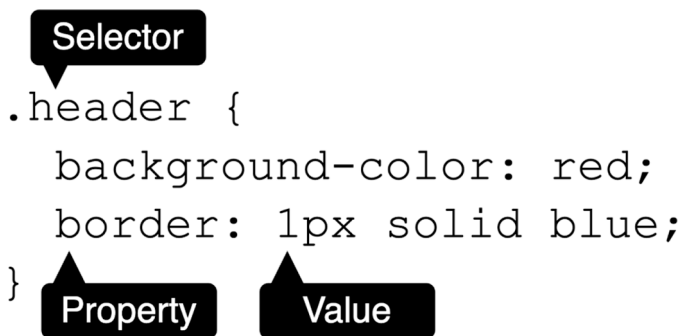 Selector
.header {
background-color: red;
border: 1px solid blue;
}
Property
Value